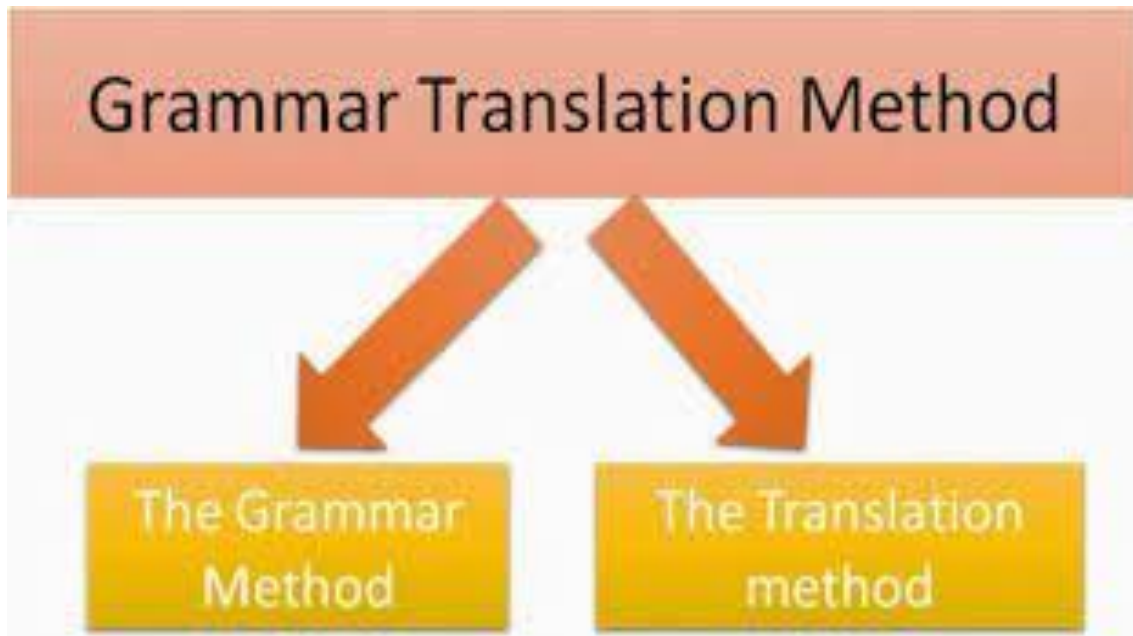 Grammar Translation Method
The Grammar
Method
The Translation
method